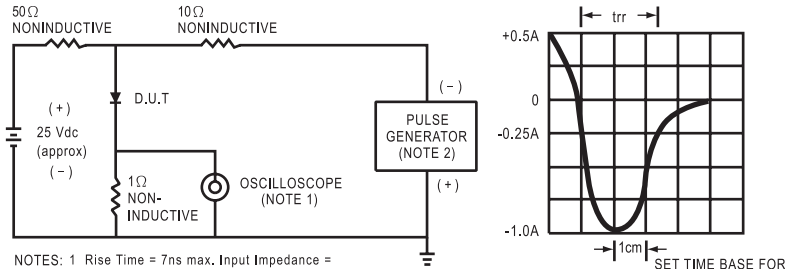 50Ω
NONINDUCTIVE
10Ω
NONINDUCTIVE
(+)
25 Vdc
(approx)
(-)
D.U.T
1Ω
NON-
INDUCTIVE
OSCILLOSCOPE
(NOTE 1)
(-)
PULSE
GENERATOR
(NOTE 2)
(+)
NOTES: 1 Rise Time = 7ns max. Input Impedance =
trr
+0.5A
0
-0.25A
-1.0A
1cm
SET TIME BASE FOR